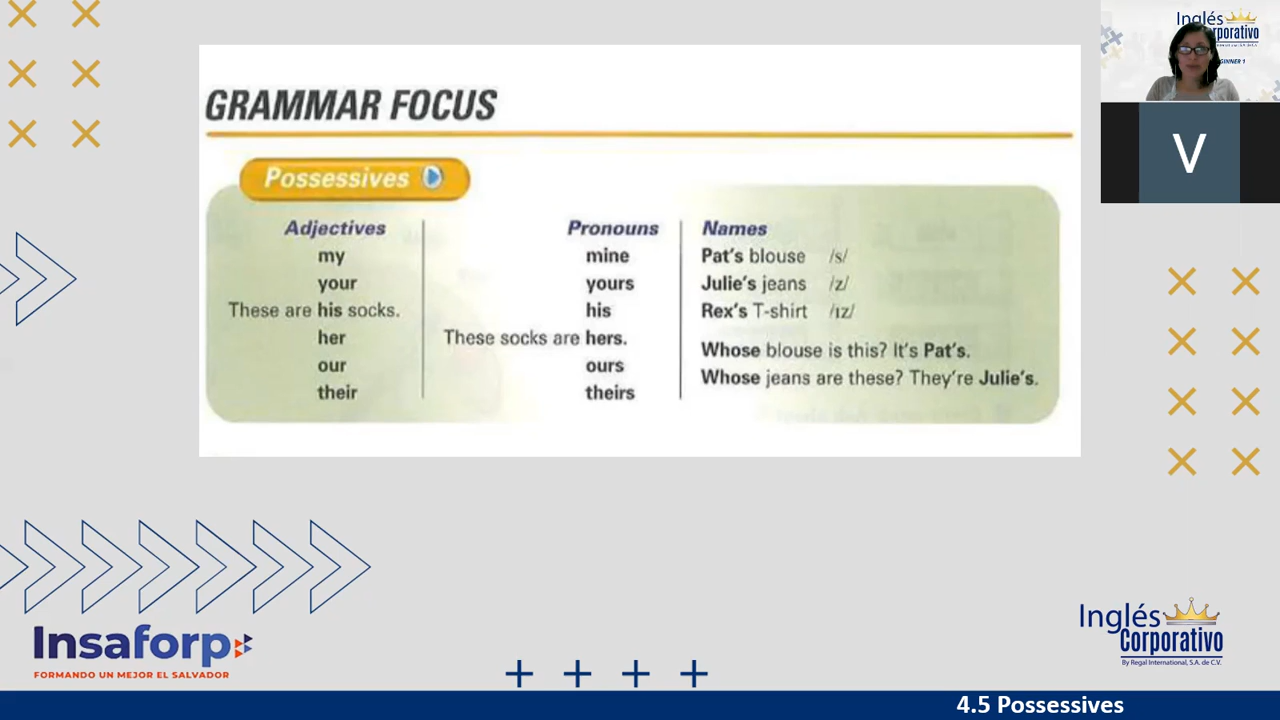 GRAMMAR FOCUS
Possessives
Adjectives
my
your
These are his socks.
her
our
their
Pronouns
mine
yours
his
These socks are hers.
ours
theirs
Names
Pat's blouse /s/
Julie's jeans /z/
Rex's T-shirt /ɪz/
Whose blouse is this? It's Pat's.
Whose jeans are these? They're Julie's.
Inglés
GINNER 1
V
Insaforp
FORMANDO UN MEJOR EL SALVADOR
Inglés
Corporativo
By Regal International, S.A. de C.V.
4.5 Possessives